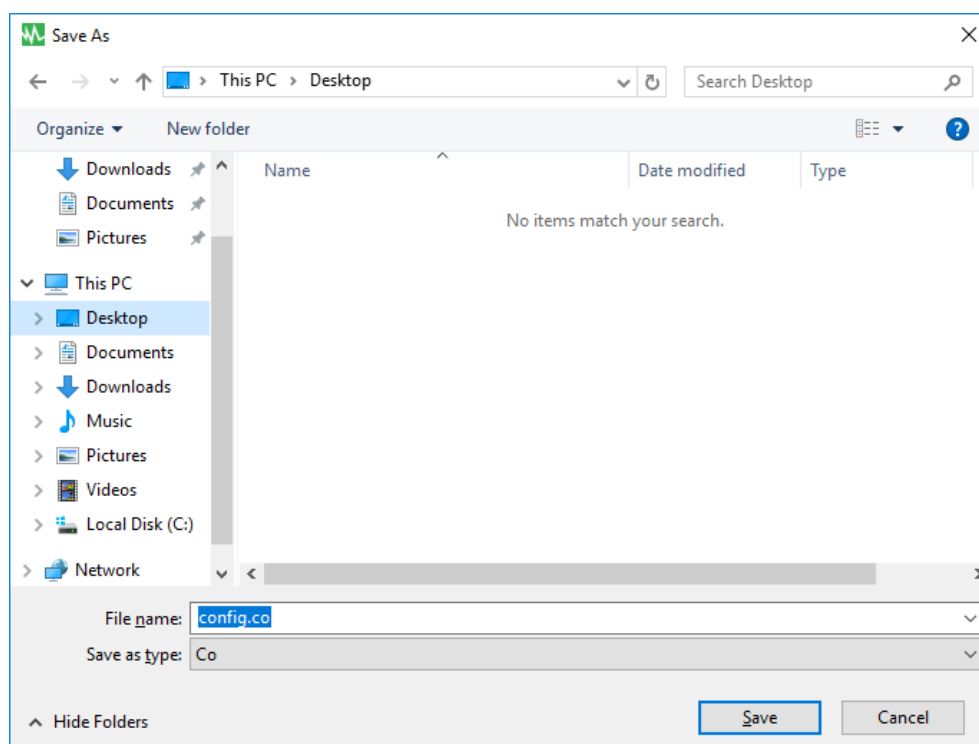 Save As
This PC > Desktop
Search Desktop
Organize
New folder
Name
Date modified
Type
No items match your search.
Downloads
Documents
Pictures
This PC
Desktop
Documents
Downloads
Music
Pictures
Videos
Local Disk (C:)
Network
File name: config.co
Save as type: Co
Hide Folders
Save
Cancel